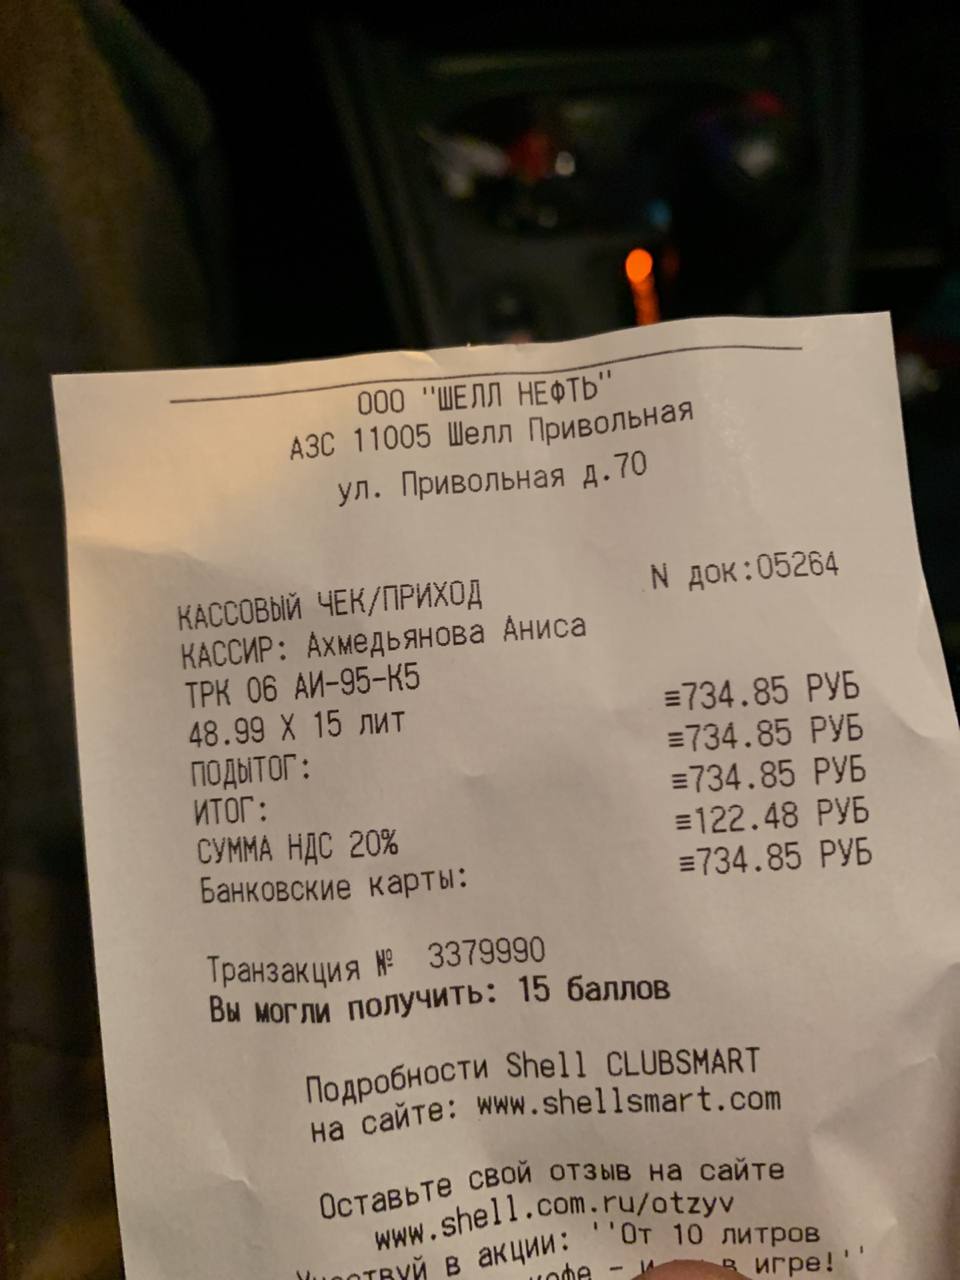 ООО "ШЕЛЛ НЕФТЬ"
АЗС 11005 Шелл Привольная
ул. Привольная д.70
КАССОВЫЙ ЧЕК/ПРИХОД N док:05264
КАССИР: Ахмедьянова Аниса
ТРК 06 АИ-95-К5
48.99 X 15 лит ≡734.85 РУБ
ПОДЫТОГ: ≡734.85 РУБ
ИТОГ: ≡734.85 РУБ
СУММА НДС 20% ≡122.48 РУБ
Банковские карты: ≡734.85 РУБ
Транзакция № 3379990
Вы могли получить: 15 баллов
Подробности Shell CLUBSMART
на сайте: www.shellsmart.com
Оставьте свой отзыв на сайте
www.shell.com.ru/otzyv
в акции: ''От 10 литров
в игре!''